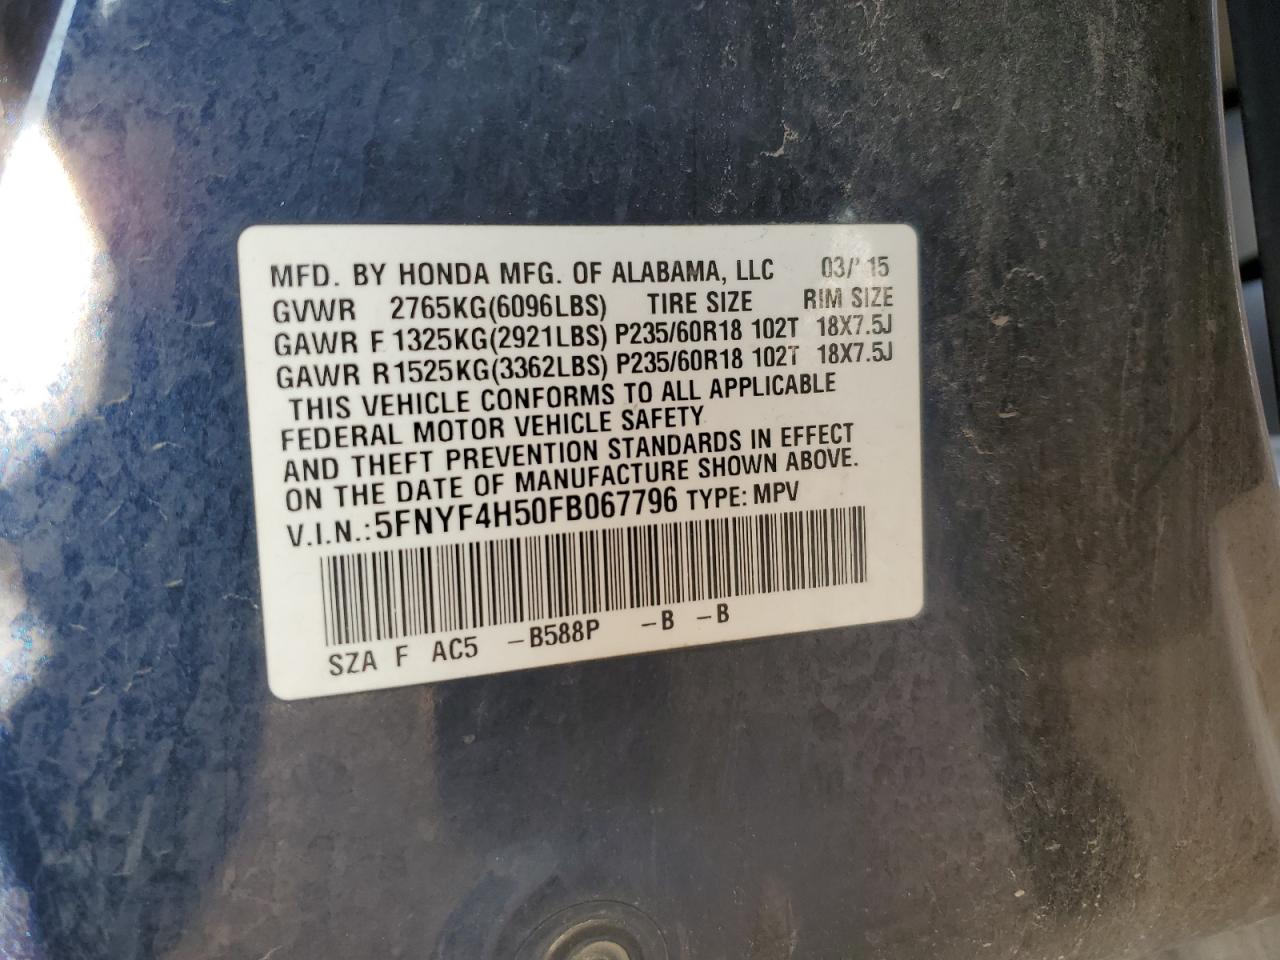 MFD. BY HONDA MFG. OF ALABAMA, LLC 03/15
GVWR 2765KG(6096LBS) TIRE SIZE RIM SIZE
GAWR F 1325KG(2921LBS) P235/60R18 102T 18X7.5J
GAWR R1525KG(3362LBS) P235/60R18 102T 18X7.5J
THIS VEHICLE CONFORMS TO ALL APPLICABLE
FEDERAL MOTOR VEHICLE SAFETY
AND THEFT PREVENTION STANDARDS IN EFFECT
ON THE DATE OF MANUFACTURE SHOWN ABOVE.
V.I.N.:5FNYF4H50FB067796 TYPE: MPV
SZA F AC5 -B588P -B -B